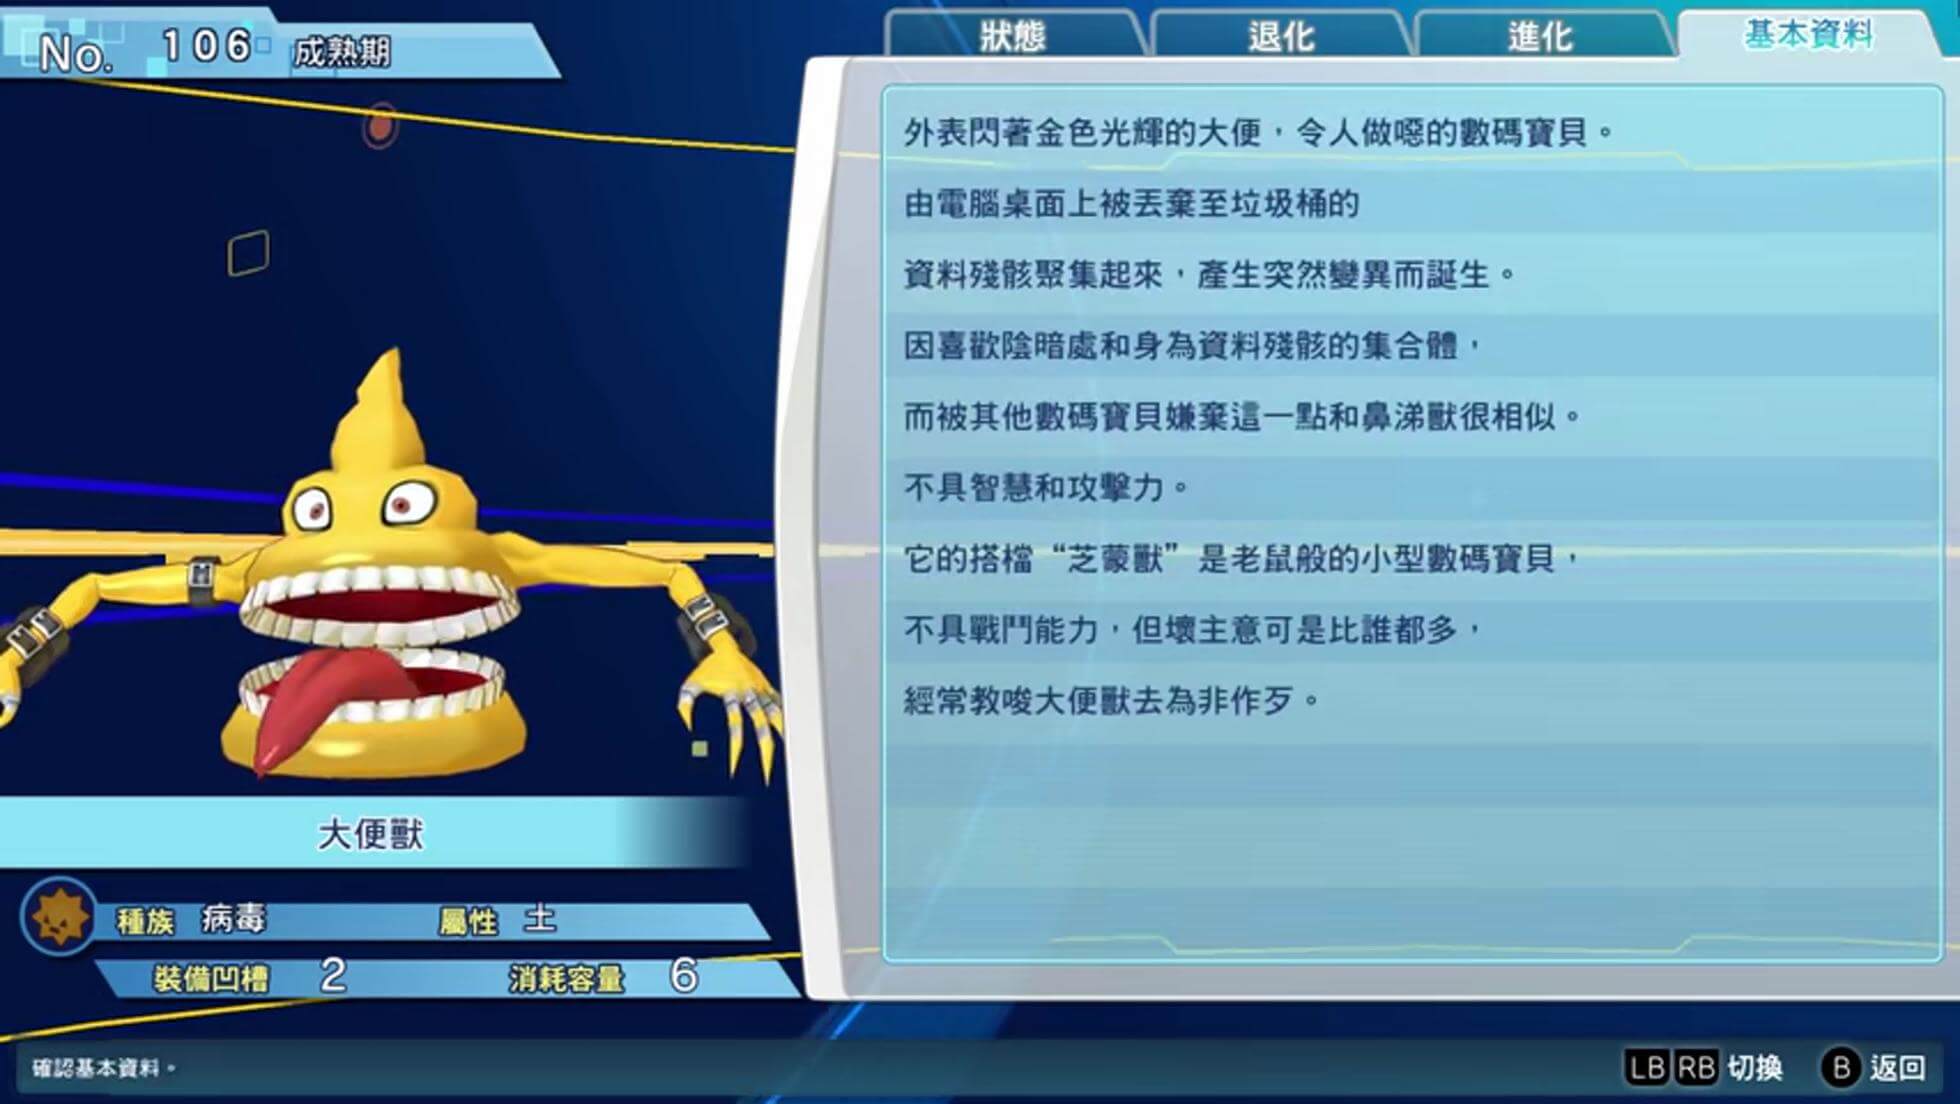 No. 106 成熟期
狀態 退化 進化 基本資料
外表閃著金色光輝的大便，令人做噁的數碼寶貝。
由電腦桌面上被丟棄至垃圾桶的
資料殘骸聚集起來，產生突然變異而誕生。
因喜歡陰暗處和身為資料殘骸的集合體，
而被其他數碼寶貝嫌棄這一點和鼻涕獸很相似。
不具智慧和攻擊力。
它的搭檔“芝蒙獸”是老鼠般的小型數碼寶貝，
不具戰鬥能力，但壞主意可是比誰都多，
經常教唆大便獸去為非作歹。
大便獸
種族 病毒 屬性 土
裝備凹槽 2 消耗容量 6
確認基本資料。
LB RB 切換 B 返回